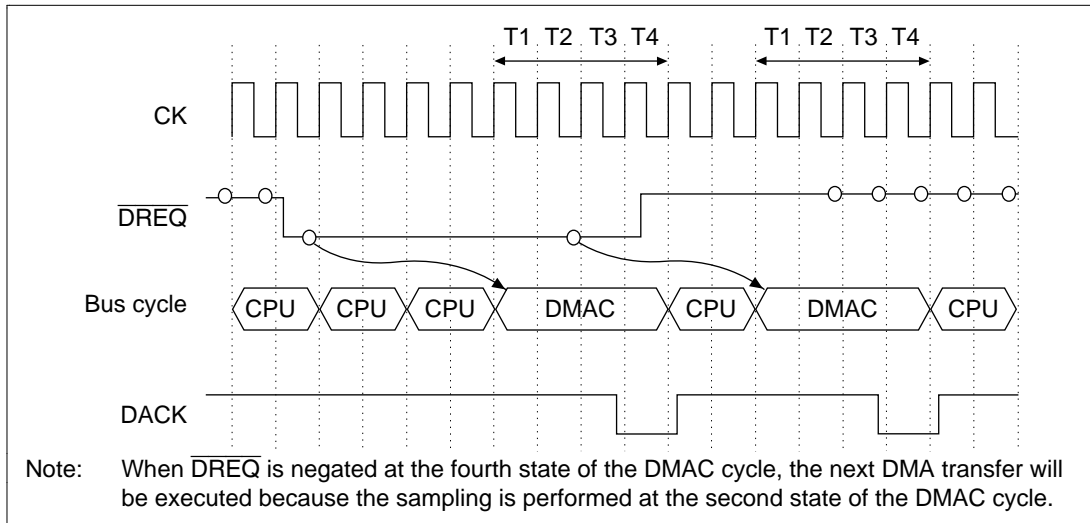 T1 T2 T3 T4 T1 T2 T3 T4
CK
DREQ
Bus cycle CPU CPU CPU DMAC CPU DMAC CPU
DACK
Note: When DREQ is negated at the fourth state of the DMAC cycle, the next DMA transfer will
be executed because the sampling is performed at the second state of the DMAC cycle.